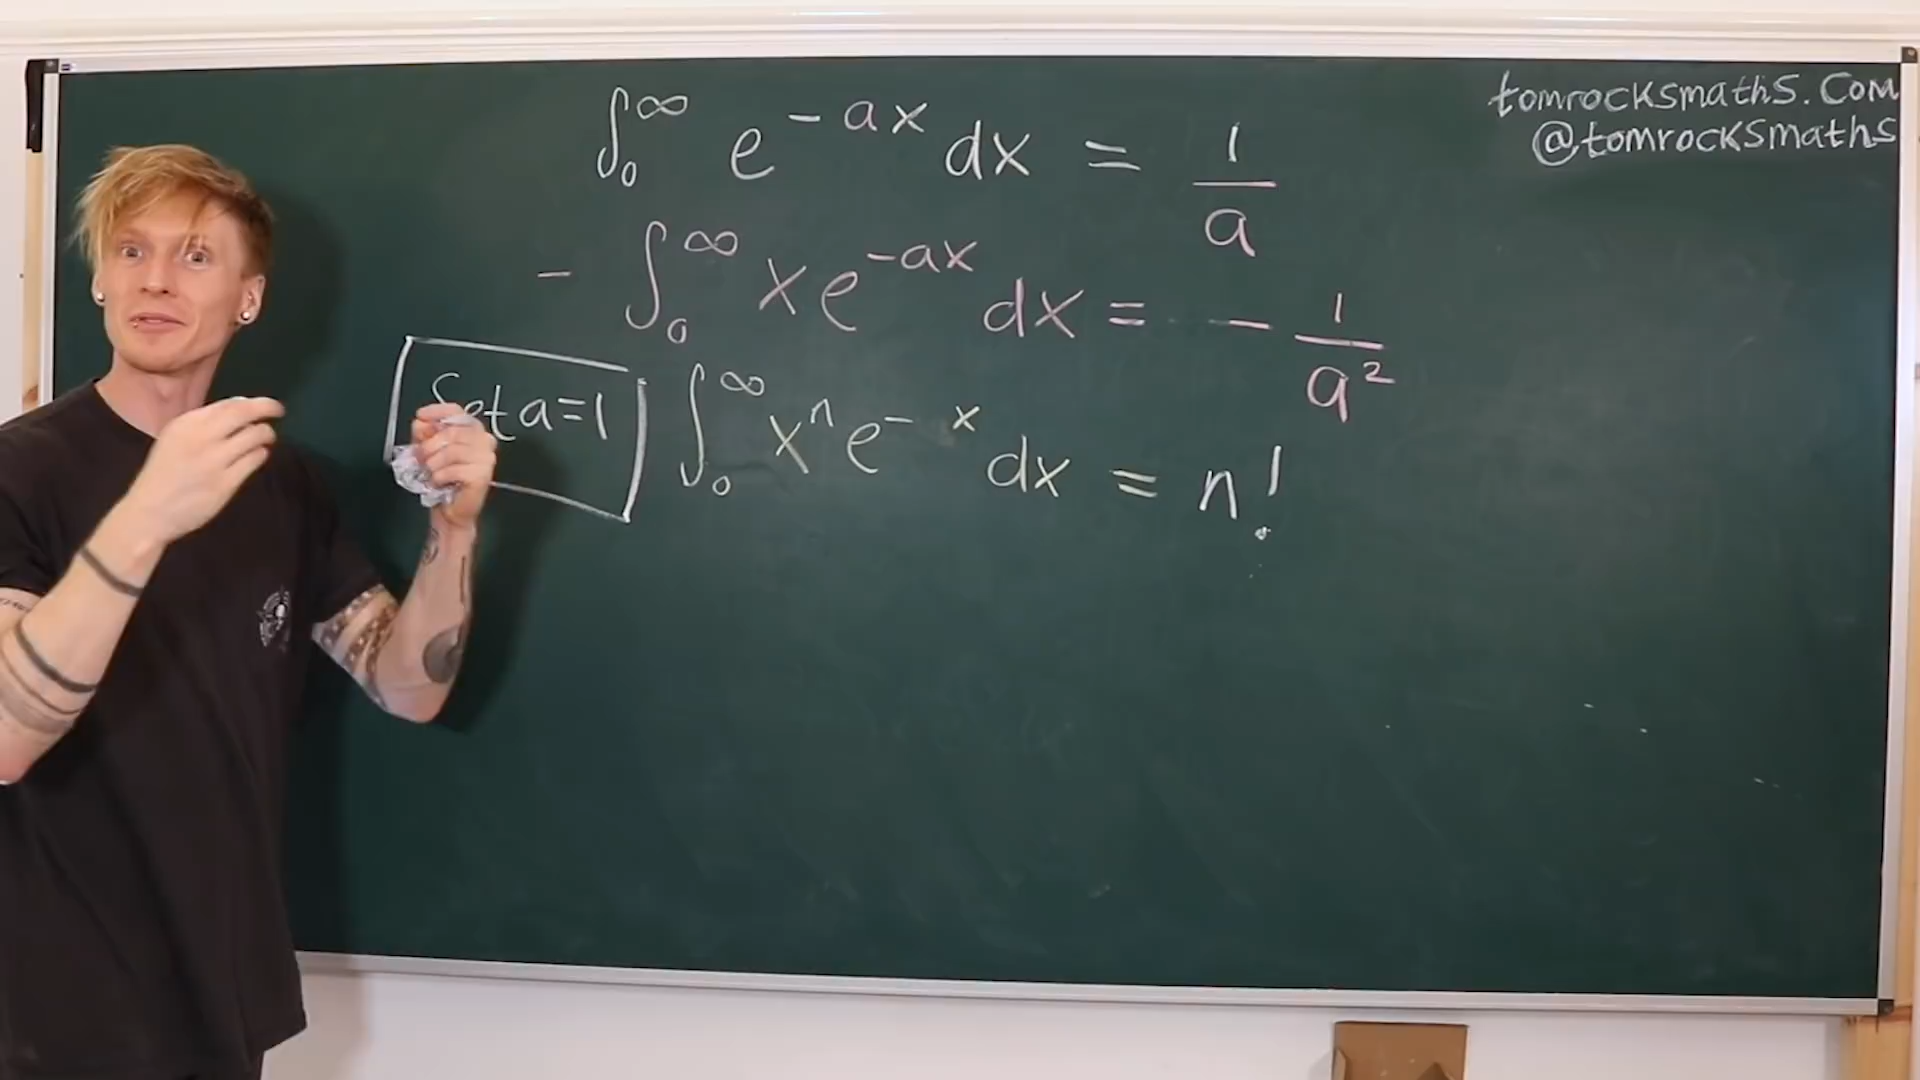 tomrocksmaths.com
@tomrocksmaths
∫₀^∞ e^{-ax} dx = 1/a
- ∫₀^∞ x e^{-ax} dx = - 1/a²
Set a=1
∫₀^∞ xⁿ e^{-x} dx = n!